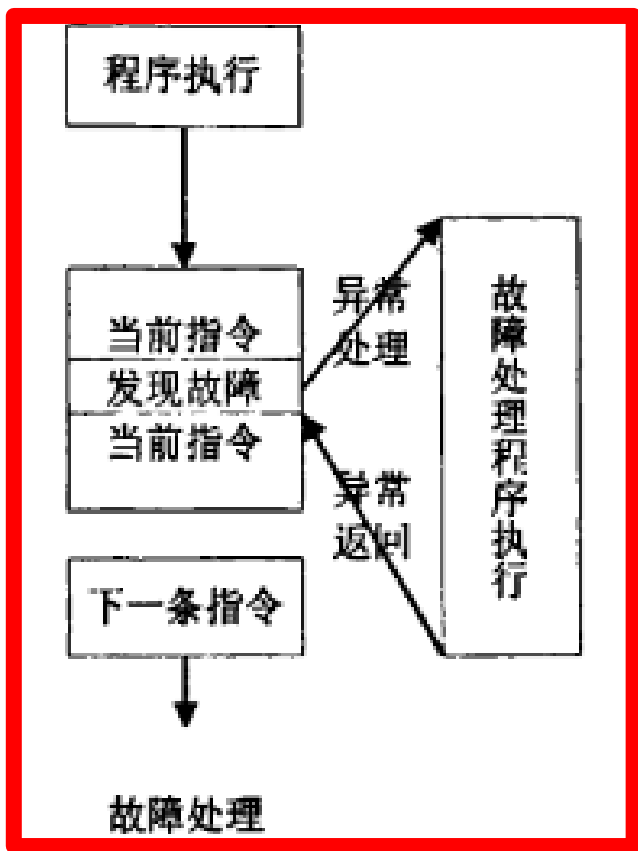 程序执行
当前指令
发现故障
当前指令
下一条指令
异常
处理
异常
返回
故障处理程序执行
故障处理